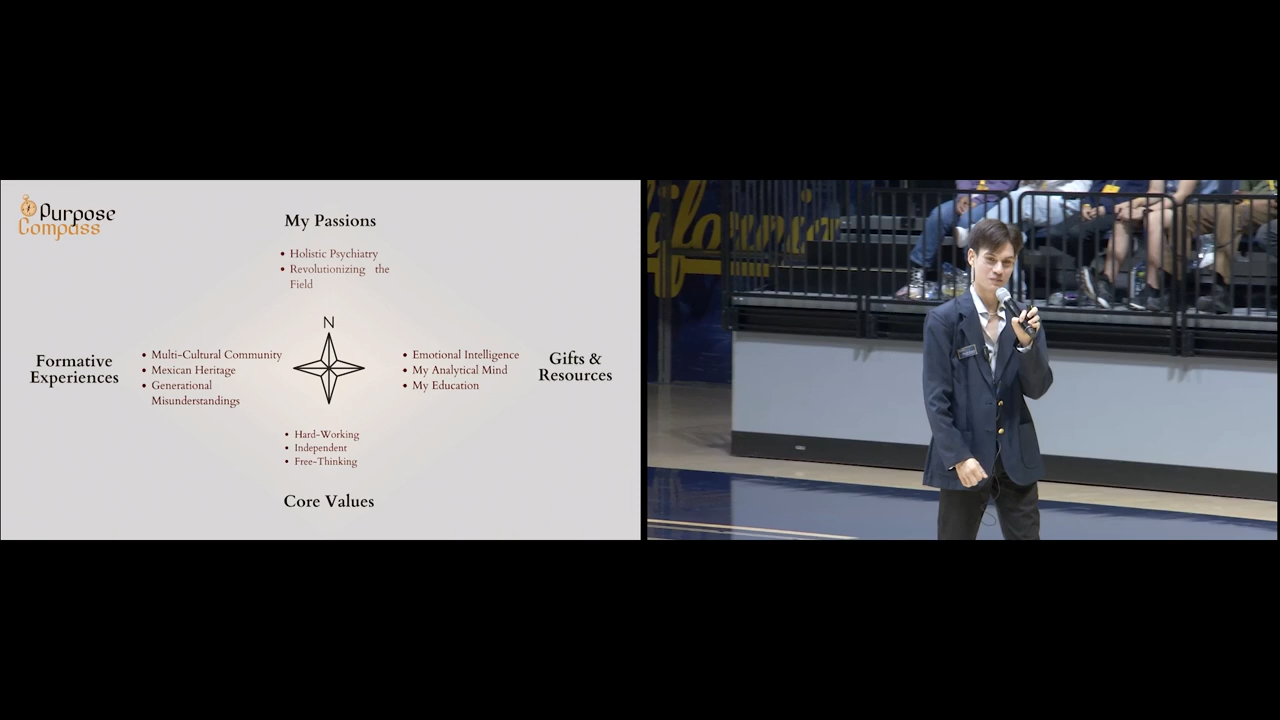 Purpose
Compass
My Passions
• Holistic Psychiatry
• Revolutionizing the
Field
N
Formative
Experiences
• Multi-Cultural Community
• Mexican Heritage
• Generational
Misunderstandings
• Emotional Intelligence
• My Analytical Mind
• My Education
Gifts &
Resources
• Hard-Working
• Independent
• Free-Thinking
Core Values